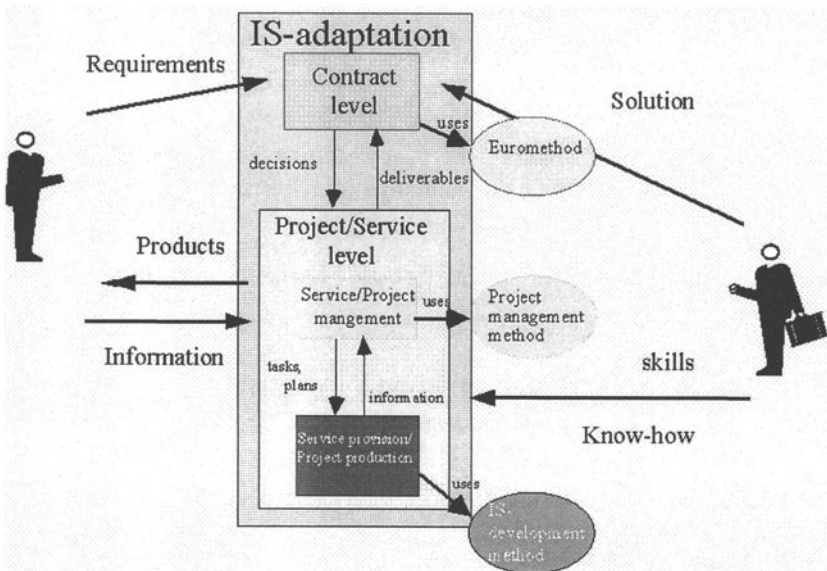 IS-adaptation
Requirements
Contract
level
Solution
uses
Euromethod
decisions
deliverables
Project/Service
level
Products
Service/Project
mangement
uses
Project
management
method
Information
tasks,
plans
information
skills
Know-how
Service provision/
Project production
uses
IS-
development
method